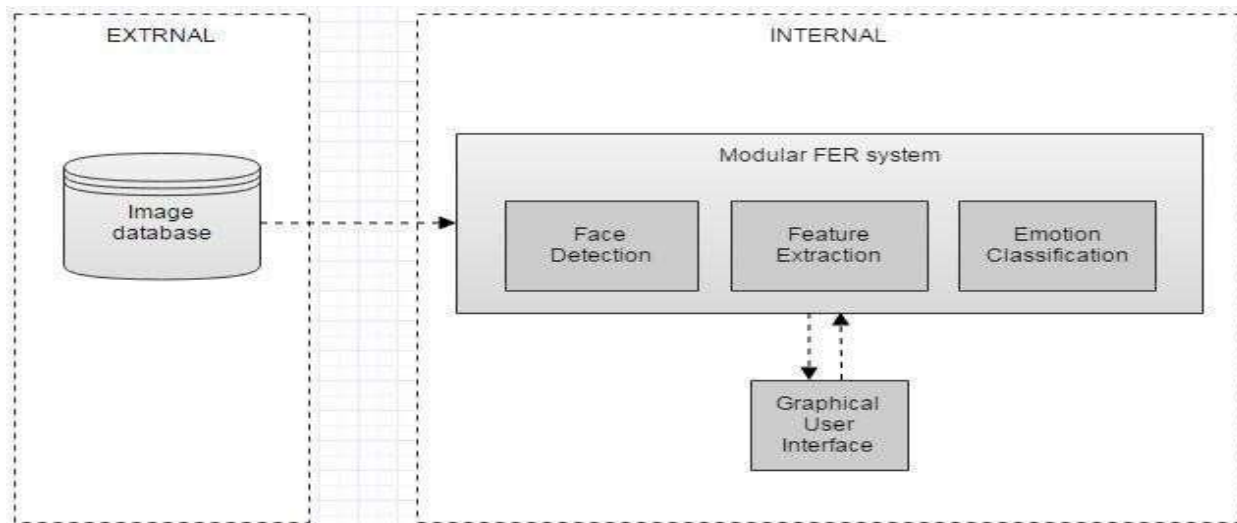 EXTRNAL
INTERNAL
Image
database
Modular FER system
Face
Detection
Feature
Extraction
Emotion
Classification
Graphical
User
Interface